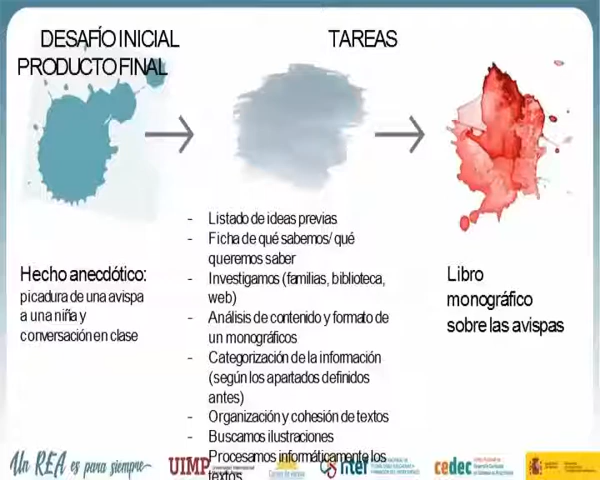 DESAFÍO INICIAL
TAREAS
PRODUCTO FINAL
- Listado de ideas previas
- Ficha de qué sabemos/ qué
queremos saber
- Investigamos (familias, biblioteca,
web)
- Análisis de contenido y formato de
un monográficos
- Categorización de la información
(según los apartados definidos
antes)
- Organización y cohesión de textos
- Buscamos ilustraciones
- Procesamos informáticamente los
textos
Hecho anecdótico:
picadura de una avispa
a una niña y
conversación en clase
Libro
monográfico
sobre las avispas
Un REA es para siempre
UIMP
intef
cedec